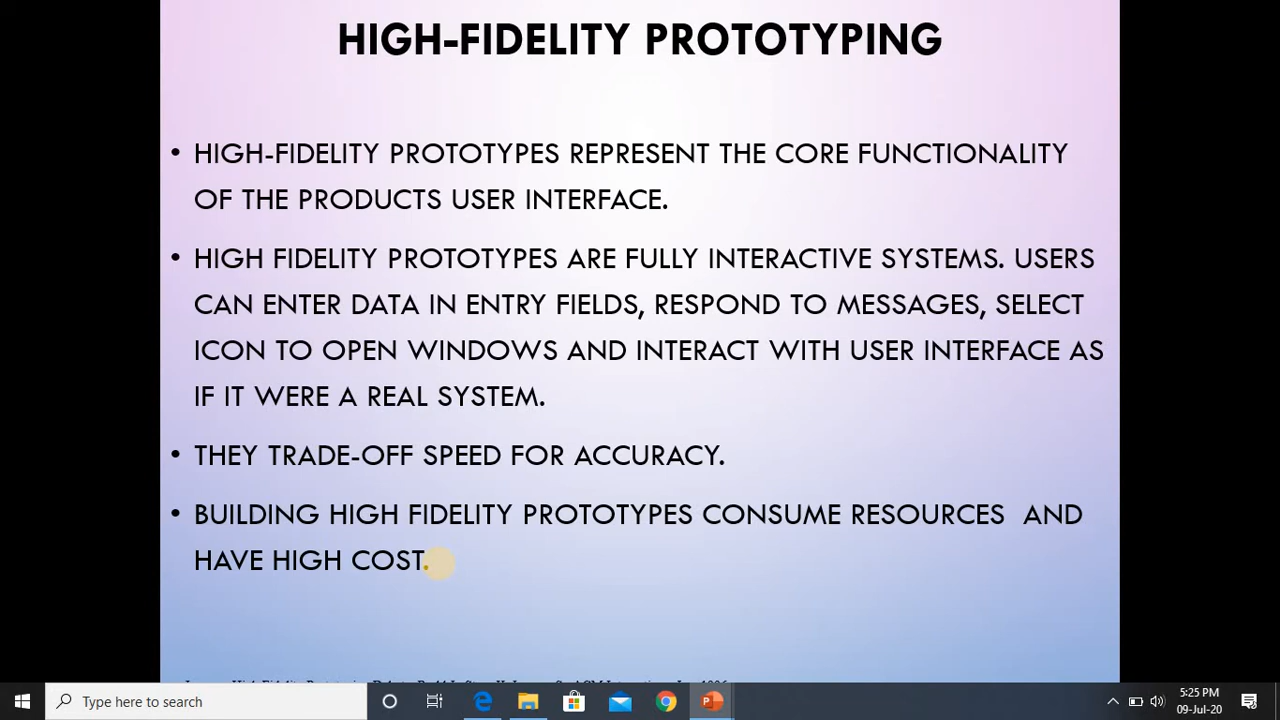 HIGH-FIDELITY PROTOTYPING
• HIGH-FIDELITY PROTOTYPES REPRESENT THE CORE FUNCTIONALITY
OF THE PRODUCTS USER INTERFACE.
• HIGH FIDELITY PROTOTYPES ARE FULLY INTERACTIVE SYSTEMS. USERS
CAN ENTER DATA IN ENTRY FIELDS, RESPOND TO MESSAGES, SELECT
ICON TO OPEN WINDOWS AND INTERACT WITH USER INTERFACE AS
IF IT WERE A REAL SYSTEM.
• THEY TRADE-OFF SPEED FOR ACCURACY.
• BUILDING HIGH FIDELITY PROTOTYPES CONSUME RESOURCES AND
HAVE HIGH COST.
Type here to search
5:25 PM
09-Jul-20